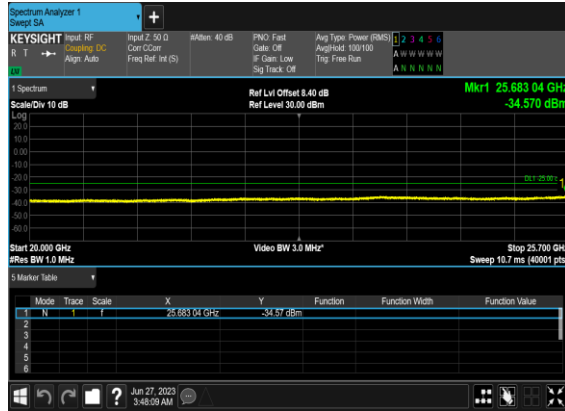 Spectrum Analyzer 1
Swept SA
+
KEYSIGHT Input: RF Input Z: 50 Ω #Atten: 40 dB PNO: Fast Avg Type: Power (RMS) 1 2 3 4 5 6
R T Coupling: DC Corr CCorr Gate: Off Avg|Hold: 100/100 A W W W W W
Align: Auto Freq Ref: Int (S) IF Gain: Low Trig: Free Run
Sig Track: Off A N N N N N
1 Spectrum
Ref Lvl Offset 8.40 dB Mkr1 25.683 04 GHz
Scale/Div 10 dB Ref Level 30.00 dBm -34.570 dBm
Log
20.0
10.0
0.00
-10.0
-20.0
DL1 -25.00
1
-30.0
-40.0
-50.0
-60.0
Start 20.000 GHz Video BW 3.0 MHz* Stop 25.700 GHz
#Res BW 1.0 MHz Sweep 10.7 ms (40001 pts
5 Marker Table
Mode Trace Scale X Y Function Function Width Function Value
1 N 1 f 25.683 04 GHz -34.57 dBm
2
3
4
5
6
? Jun 27, 2023
3:48:09 AM